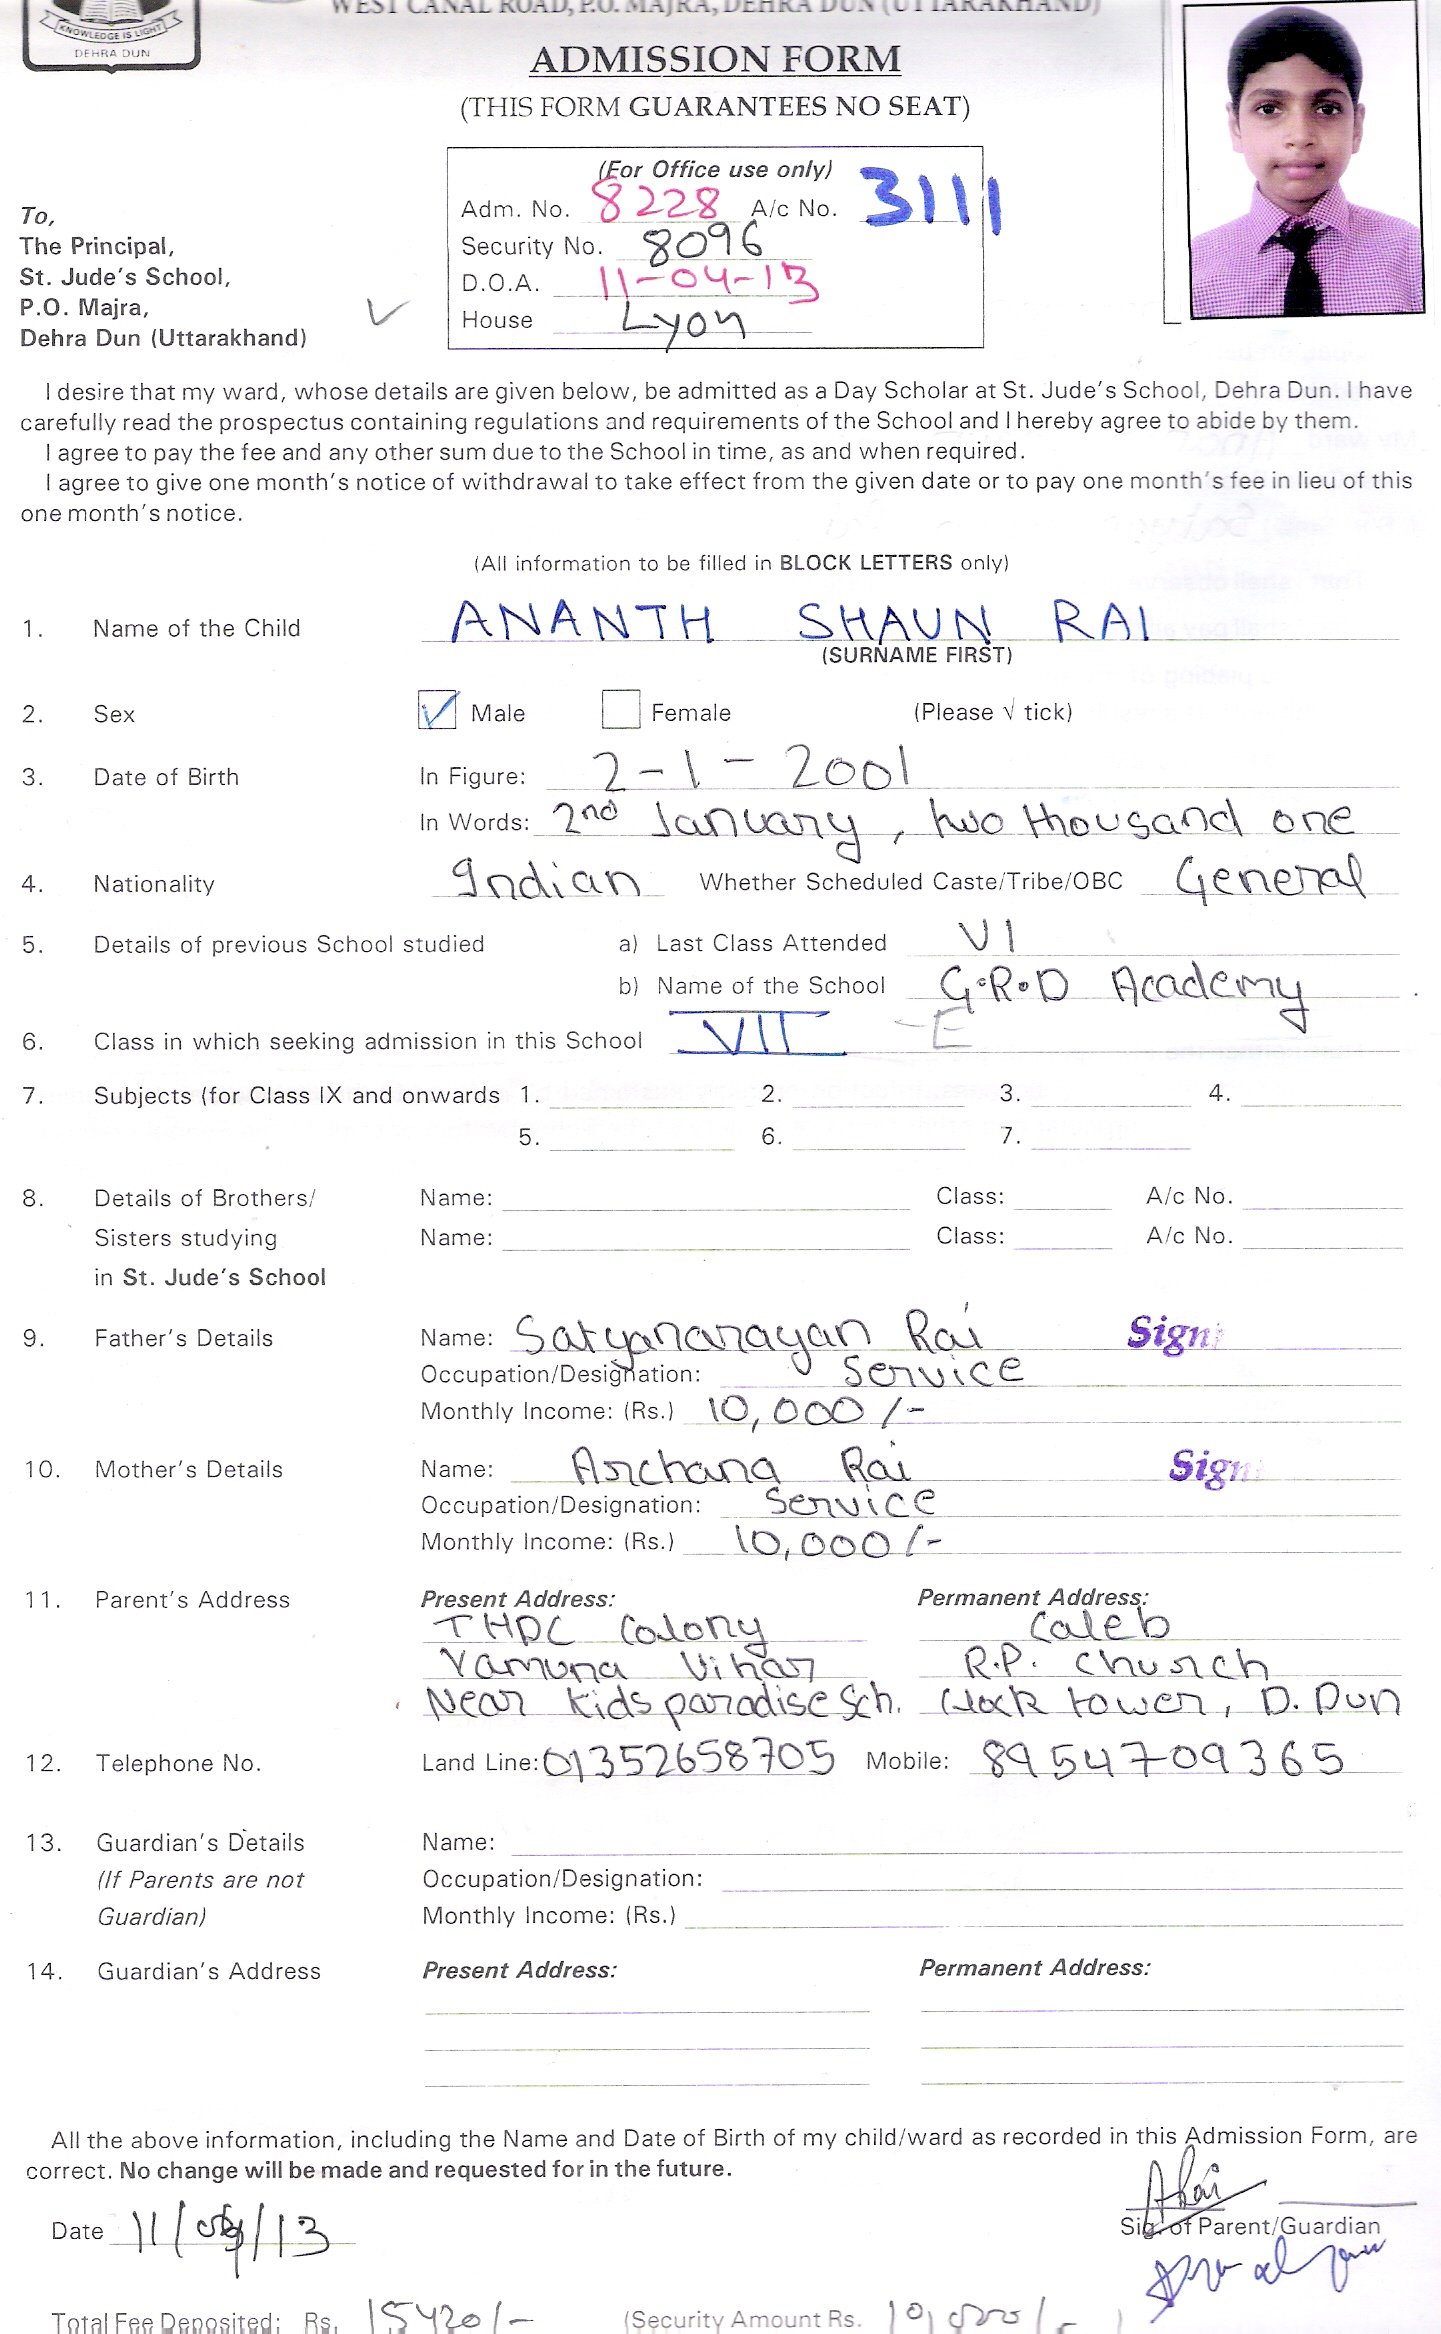 WEST CANAL ROAD, P.O. MAJRA, DEHRA DUN (UTTARAKHAND)
KNOWLEDGE IS LIGHT
DEHRA DUN
ADMISSION FORM
(THIS FORM GUARANTEES NO SEAT)
(For Office use only)
Adm. No. 8228 A/c No. 3111
Security No. 8096
D.O.A. 11-04-13
House Lyon
To,
The Principal,
St. Jude's School,
P.O. Majra,
Dehra Dun (Uttarakhand)
I desire that my ward, whose details are given below, be admitted as a Day Scholar at St. Jude's School, Dehra Dun. I have
carefully read the prospectus containing regulations and requirements of the School and I hereby agree to abide by them.
I agree to pay the fee and any other sum due to the School in time, as and when required.
I agree to give one month's notice of withdrawal to take effect from the given date or to pay one month's fee in lieu of this
one month's notice.
(All information to be filled in BLOCK LETTERS only)
1. Name of the Child ANANTH SHAUN RAI
(SURNAME FIRST)
2. Sex ✓ Male Female (Please √ tick)
3. Date of Birth In Figure: 2-1-2001
In Words: 2nd January, two thousand one
4. Nationality Indian Whether Scheduled Caste/Tribe/OBC General
5. Details of previous School studied a) Last Class Attended VI
b) Name of the School G.R.D Academy
6. Class in which seeking admission in this School VII -E
7. Subjects (for Class IX and onwards 1. 2. 3. 4.
5. 6. 7.
8. Details of Brothers/ Name: Class: A/c No.
Sisters studying Name: Class: A/c No.
in St. Jude's School
9. Father's Details Name: Satyanarayan Rai Sign
Occupation/Designation: Service
Monthly Income: (Rs.) 10,000/-
10. Mother's Details Name: Archana Rai Sign
Occupation/Designation: Service
Monthly Income: (Rs.) 10,000/-
11. Parent's Address Present Address: Permanent Address:
THDC Colony Caleb
Yamuna Vihar R.P. Church
Near Kids paradise Sch. Clock tower, D. Dun
12. Telephone No. Land Line: 01352658705 Mobile: 8954709365
13. Guardian's Details Name:
(If Parents are not Occupation/Designation:
Guardian) Monthly Income: (Rs.)
14. Guardian's Address Present Address: Permanent Address:
All the above information, including the Name and Date of Birth of my child/ward as recorded in this Admission Form, are
correct. No change will be made and requested for in the future.
ARai
Date 11/04/13 Sig. of Parent/Guardian
Total Fee Deposited: Rs. 15420/- (Security Amount Rs. 10,000/- )